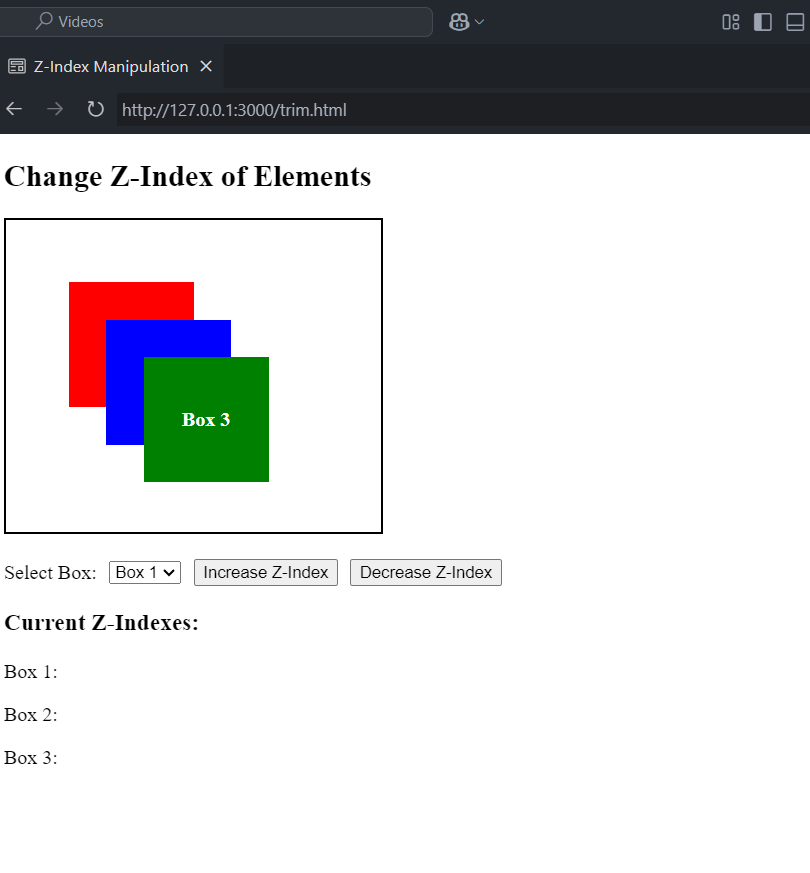 Videos
Z-Index Manipulation
http://127.0.0.1:3000/trim.html
Change Z-Index of Elements
Box 3
Select Box: Box 1 Increase Z-Index Decrease Z-Index
Current Z-Indexes:
Box 1:
Box 2:
Box 3: